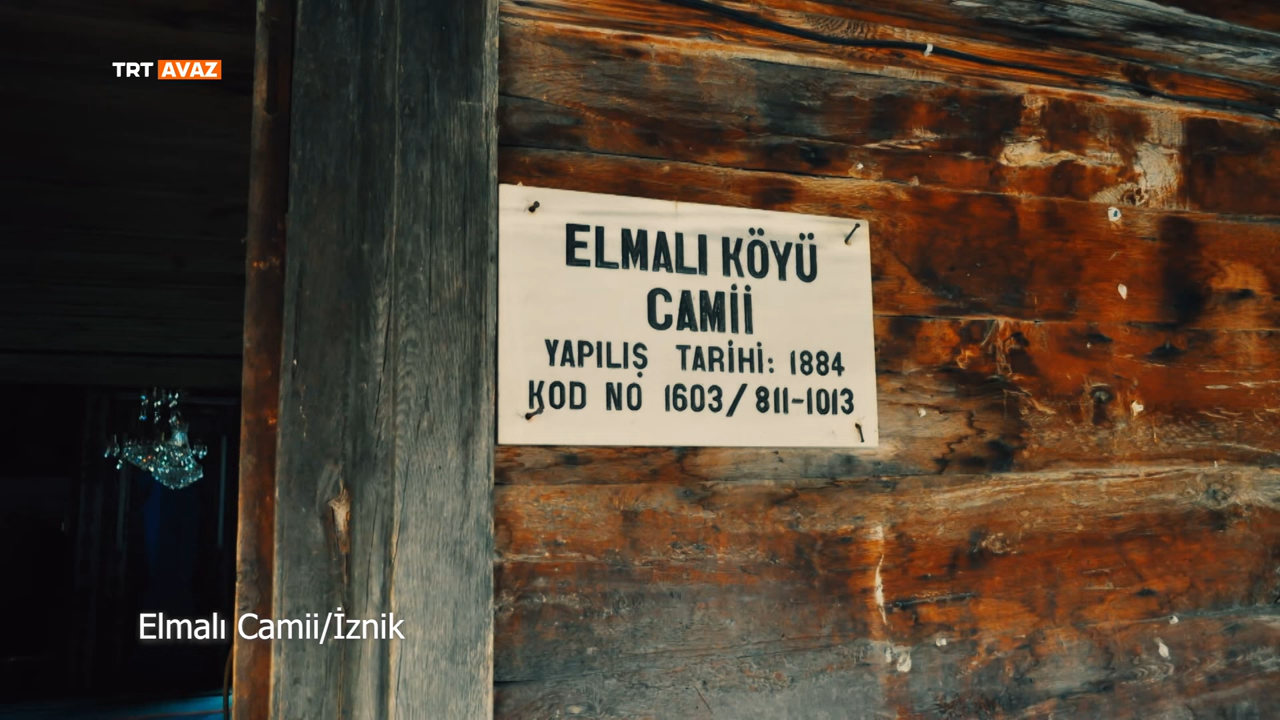 TRT AVAZ
ELMALI KÖYÜ
CAMİİ
YAPILIŞ TARİHİ: 1884
KOD NO 1603/811-1013
Elmalı Camii/İznik